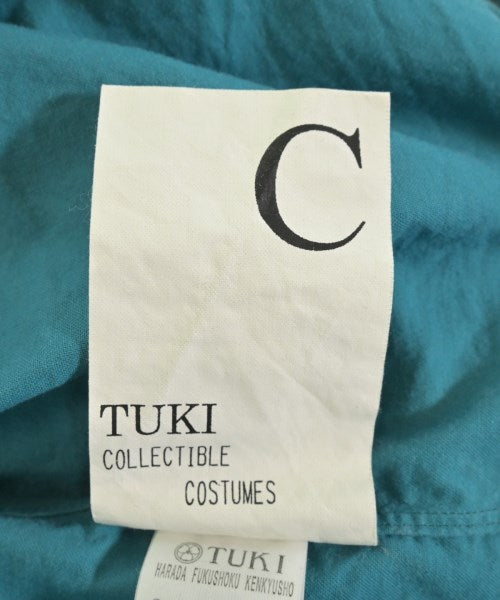 C
TUKI
COLLECTIBLE
COSTUMES
TUKI
HARADA FUKUSHOKU KENKYUSHO